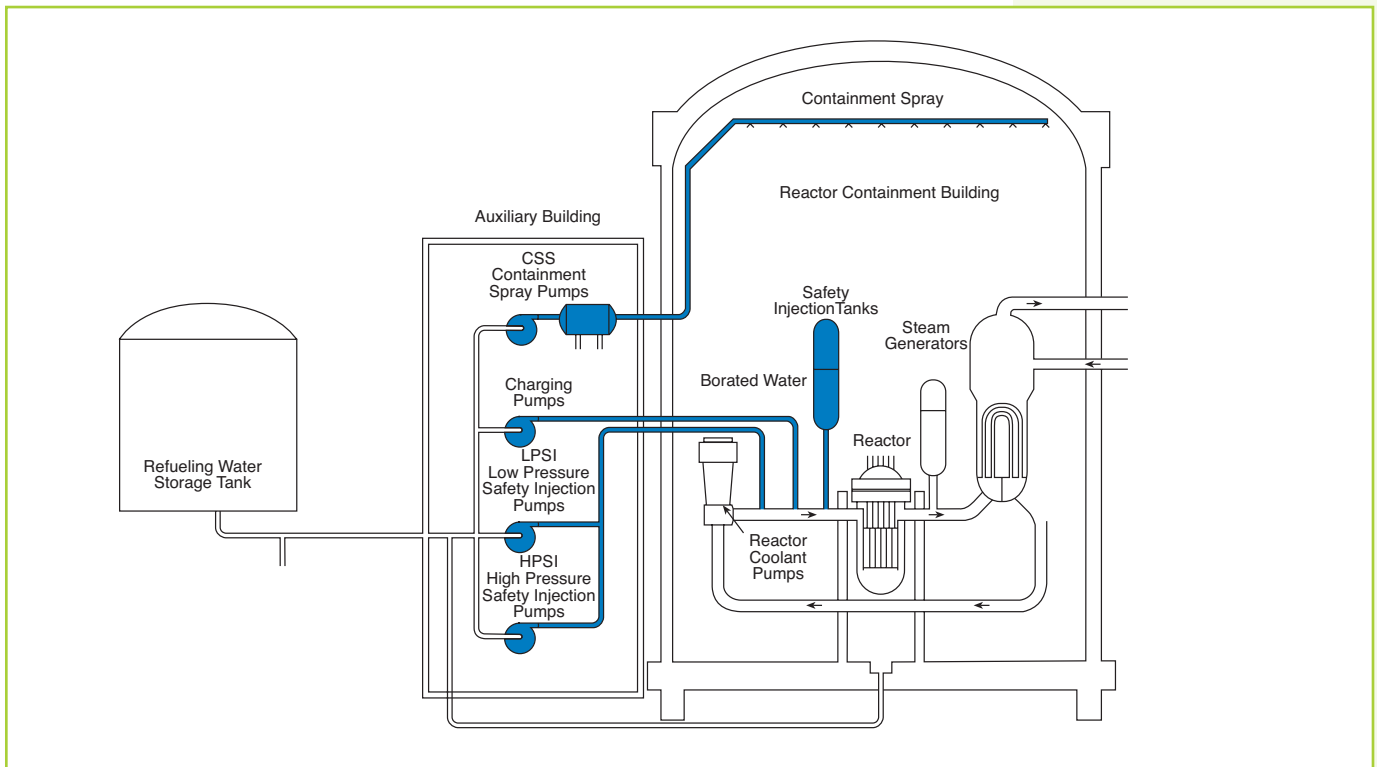 Containment Spray
Reactor Containment Building
Auxiliary Building
CSS
Containment
Spray Pumps
Safety
InjectionTanks
Steam
Generators
Borated Water
Charging
Pumps
Reactor
LPSI
Low Pressure
Safety Injection
Pumps
Refueling Water
Storage Tank
Reactor
Coolant
Pumps
HPSI
High Pressure
Safety Injection
Pumps